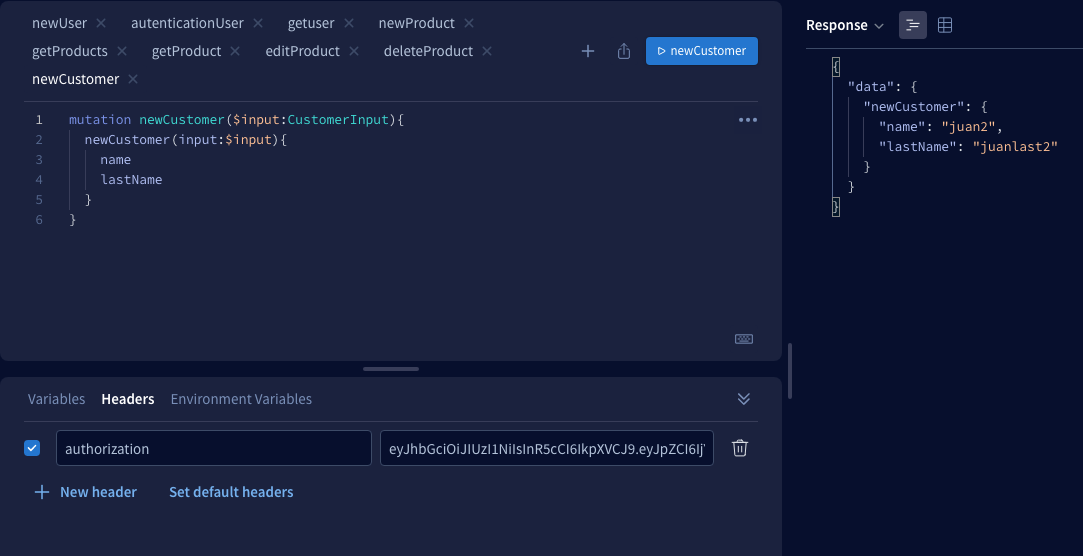 newUser autenticationUser getuser newProduct
getProducts getProduct editProduct deleteProduct newCustomer
newCustomer
1 mutation newCustomer($input:CustomerInput){
2 newCustomer(input:$input){
3 name
4 lastName
5 }
6 }
Variables Headers Environment Variables
authorization eyJhbGciOiJIUzI1NiIsInR5cCI6IkpXVCJ9.eyJpZCI6Ij
New header Set default headers
Response
{
"data": {
"newCustomer": {
"name": "juan2",
"lastName": "juanlast2"
}
}
}